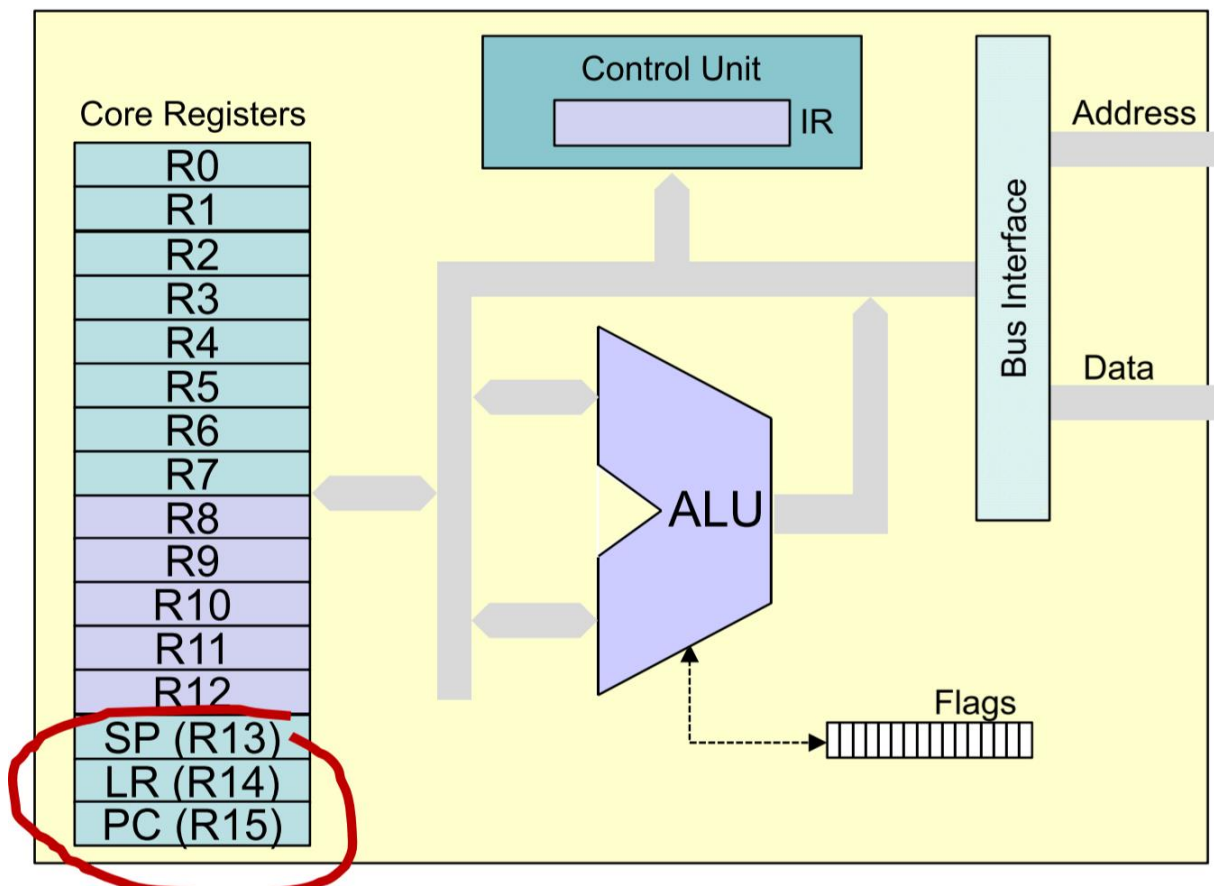 Control Unit
IR
Core Registers
R0
R1
R2
R3
R4
R5
R6
R7
R8
R9
R10
R11
R12
SP (R13)
LR (R14)
PC (R15)
ALU
Flags
Bus Interface
Address
Data